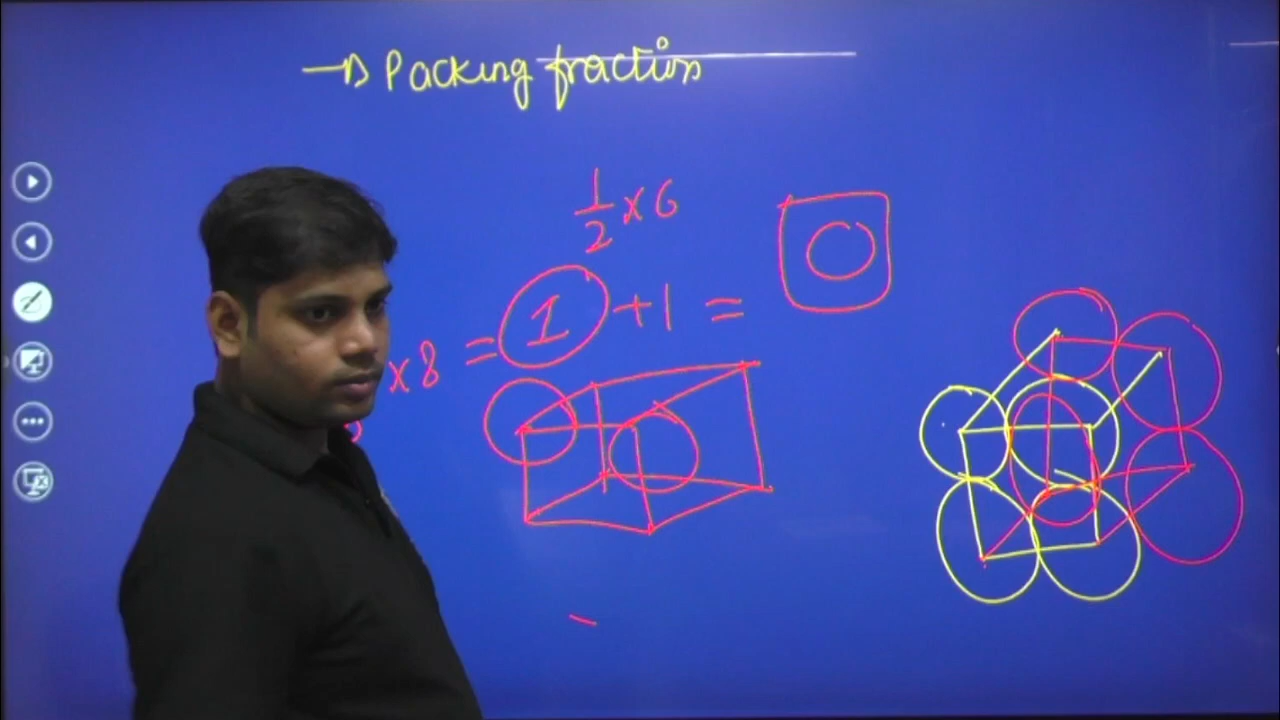 → Packing fraction
1/2 × 6
× 8 = 1 + 1 =